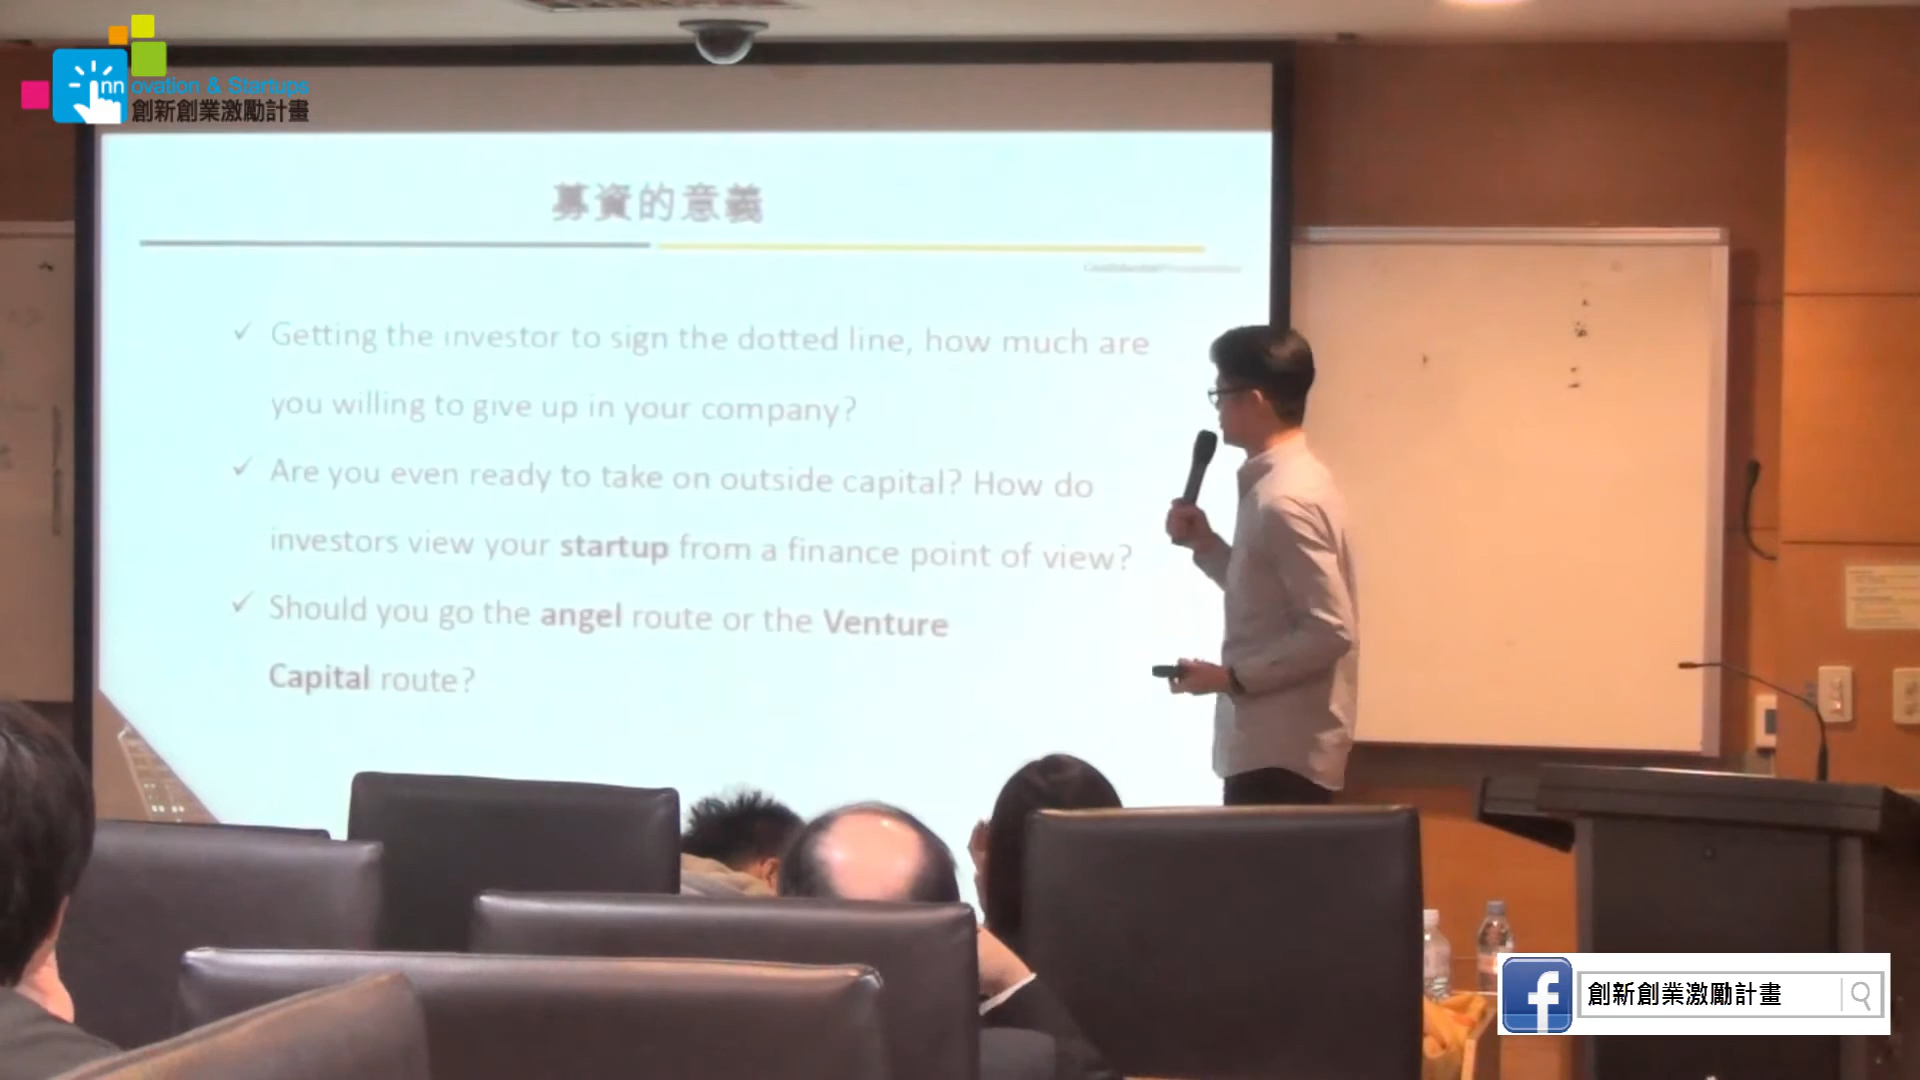 Innovation & Startups
創新創業激勵計畫
募資的意義
✓ Getting the investor to sign the dotted line, how much are
you willing to give up in your company?
✓ Are you even ready to take on outside capital? How do
investors view your startup from a finance point of view?
✓ Should you go the angel route or the Venture
Capital route?
創新創業激勵計畫